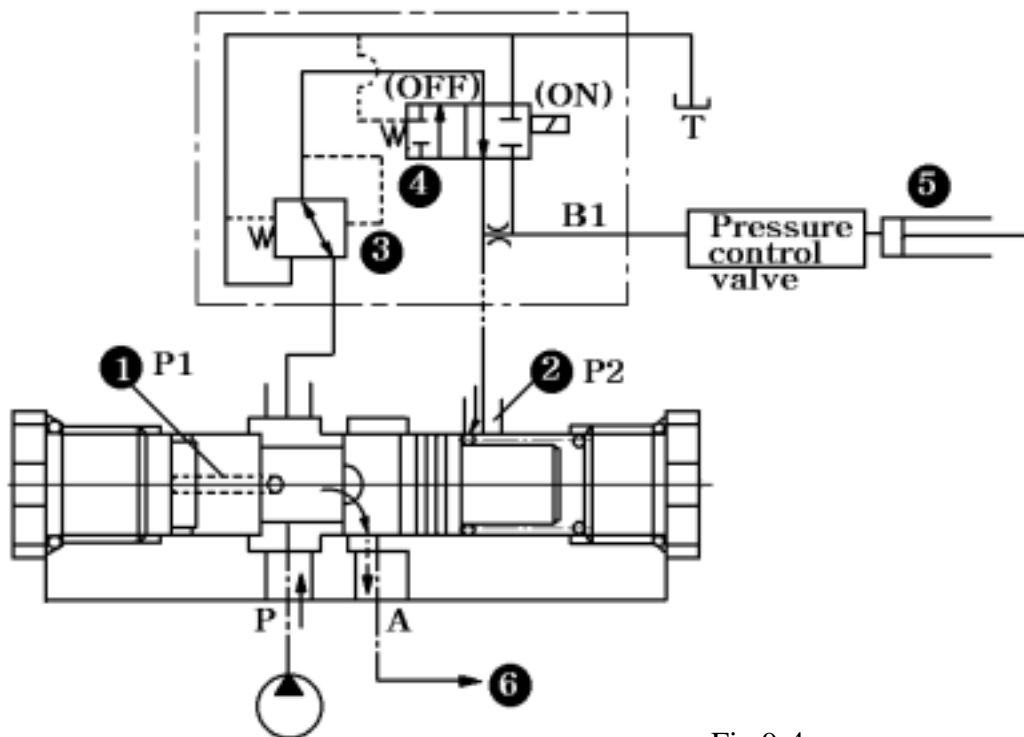 (OFF)
(ON)
T
4
5
3
B1
Pressure
control
valve
1 P1
2 P2
P
A
6